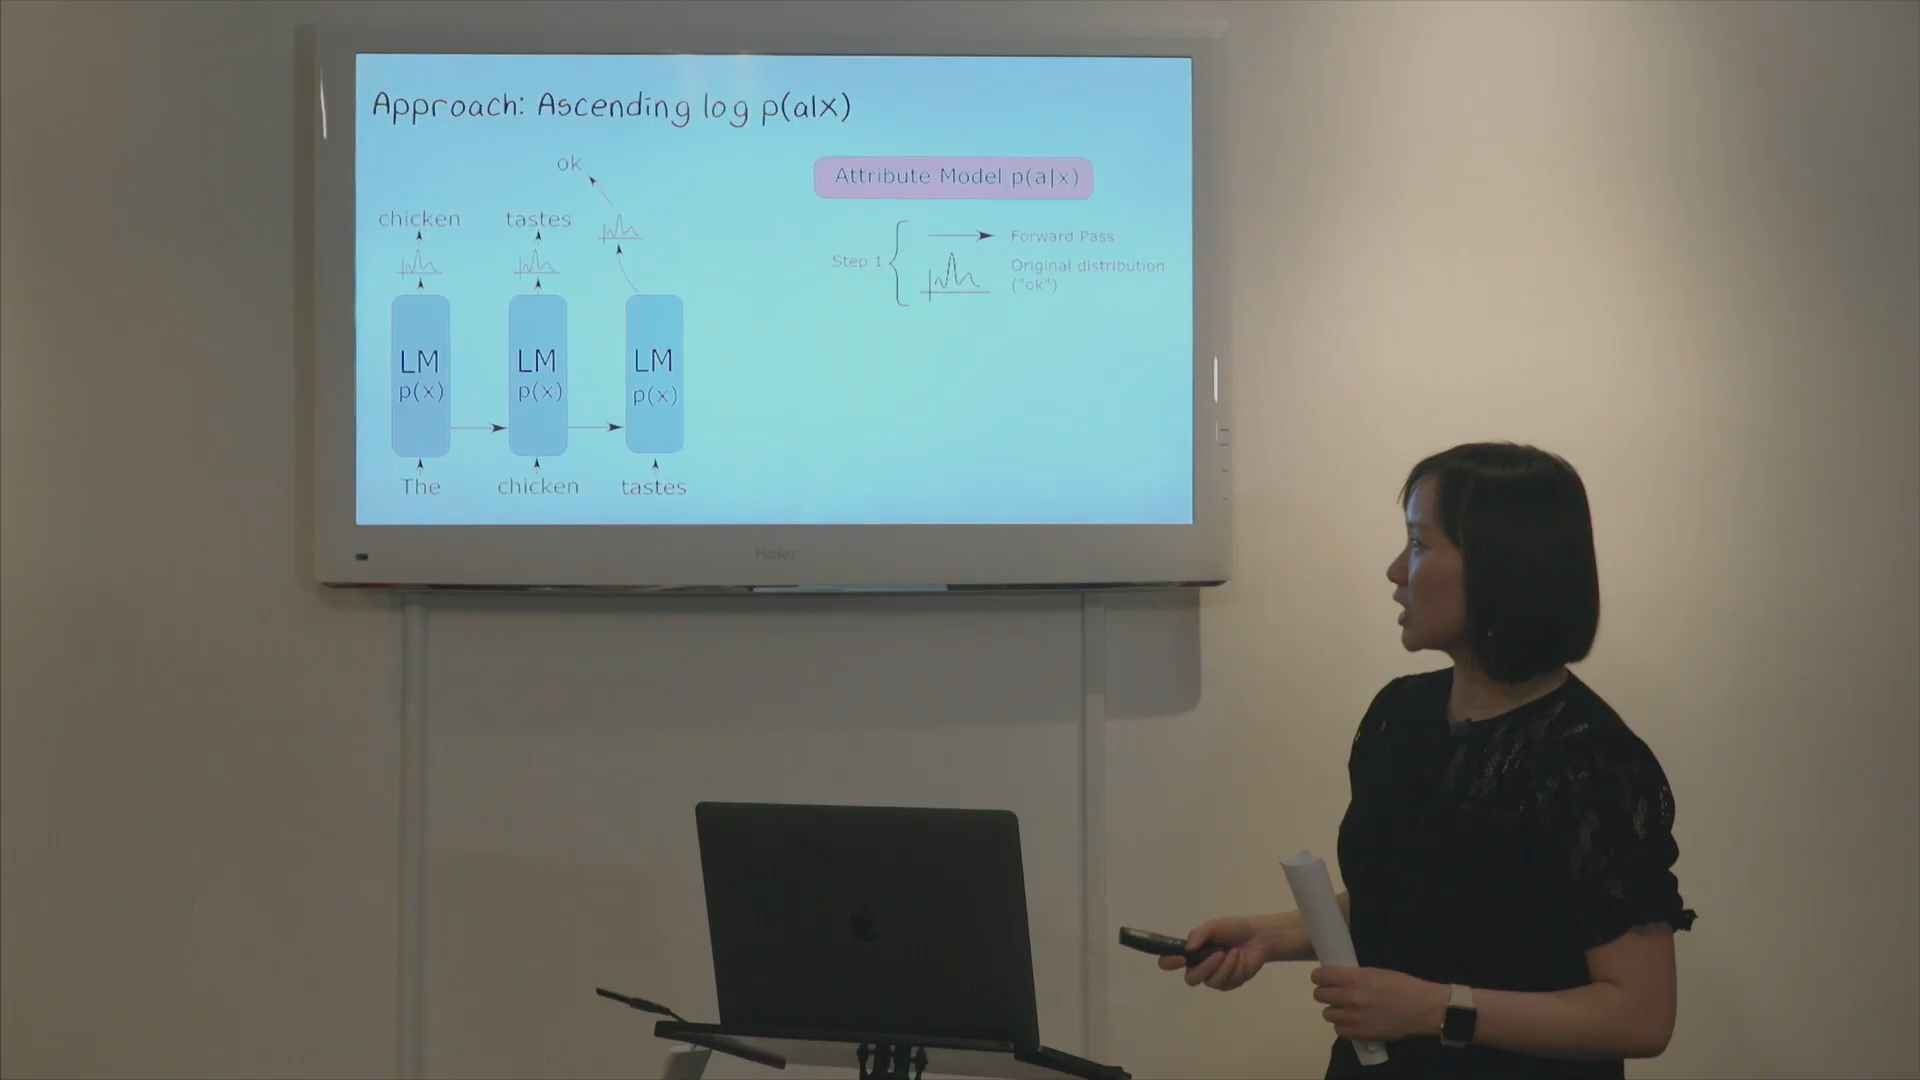 Approach: Ascending log p(a|x)
ok
chicken
tastes
Attribute Model p(a|x)
Step 1
Forward Pass
Original distribution
("ok")
LM
p(x)
LM
p(x)
LM
p(x)
The
chicken
tastes
Haier